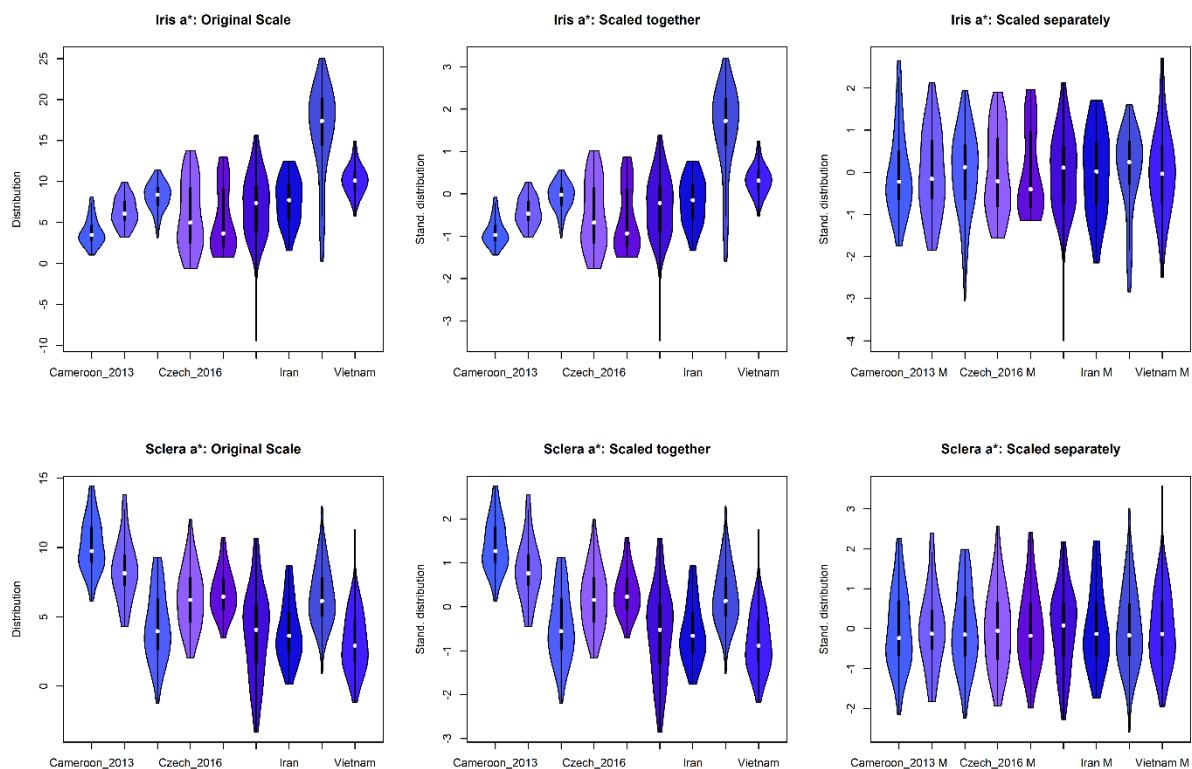 Iris a*: Original Scale
Distribution
25
20
15
10
5
0
-5
-10
Cameroon_2013 Czech_2016 Iran Vietnam
Iris a*: Scaled together
Stand. distribution
3
2
1
0
-1
-2
-3
Cameroon_2013 Czech_2016 Iran Vietnam
Iris a*: Scaled separately
Stand. distribution
2
1
0
-1
-2
-3
-4
Cameroon_2013 M Czech_2016 M Iran M Vietnam M
Sclera a*: Original Scale
Distribution
15
10
5
0
Cameroon_2013 Czech_2016 Iran Vietnam
Sclera a*: Scaled together
Stand. distribution
2
1
0
-1
-2
-3
Cameroon_2013 Czech_2016 Iran Vietnam
Sclera a*: Scaled separately
Stand. distribution
3
2
1
0
-1
-2
Cameroon_2013 M Czech_2016 M Iran M Vietnam M